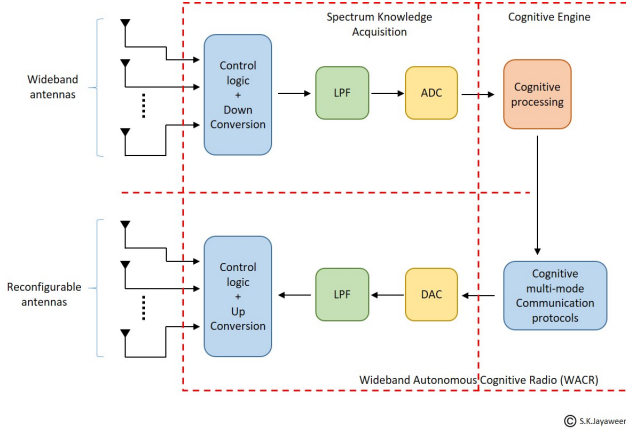 Spectrum Knowledge
Acquisition
Cognitive Engine
Wideband
antennas
Control
logic
+
Down
Conversion
LPF
ADC
Cognitive
processing
Reconfigurable
antennas
Control
logic
+
Up
Conversion
LPF
DAC
Cognitive
multi-mode
Communication
protocols
Wideband Autonomous Cognitive Radio (WACR)
© S.K.Jayaweer